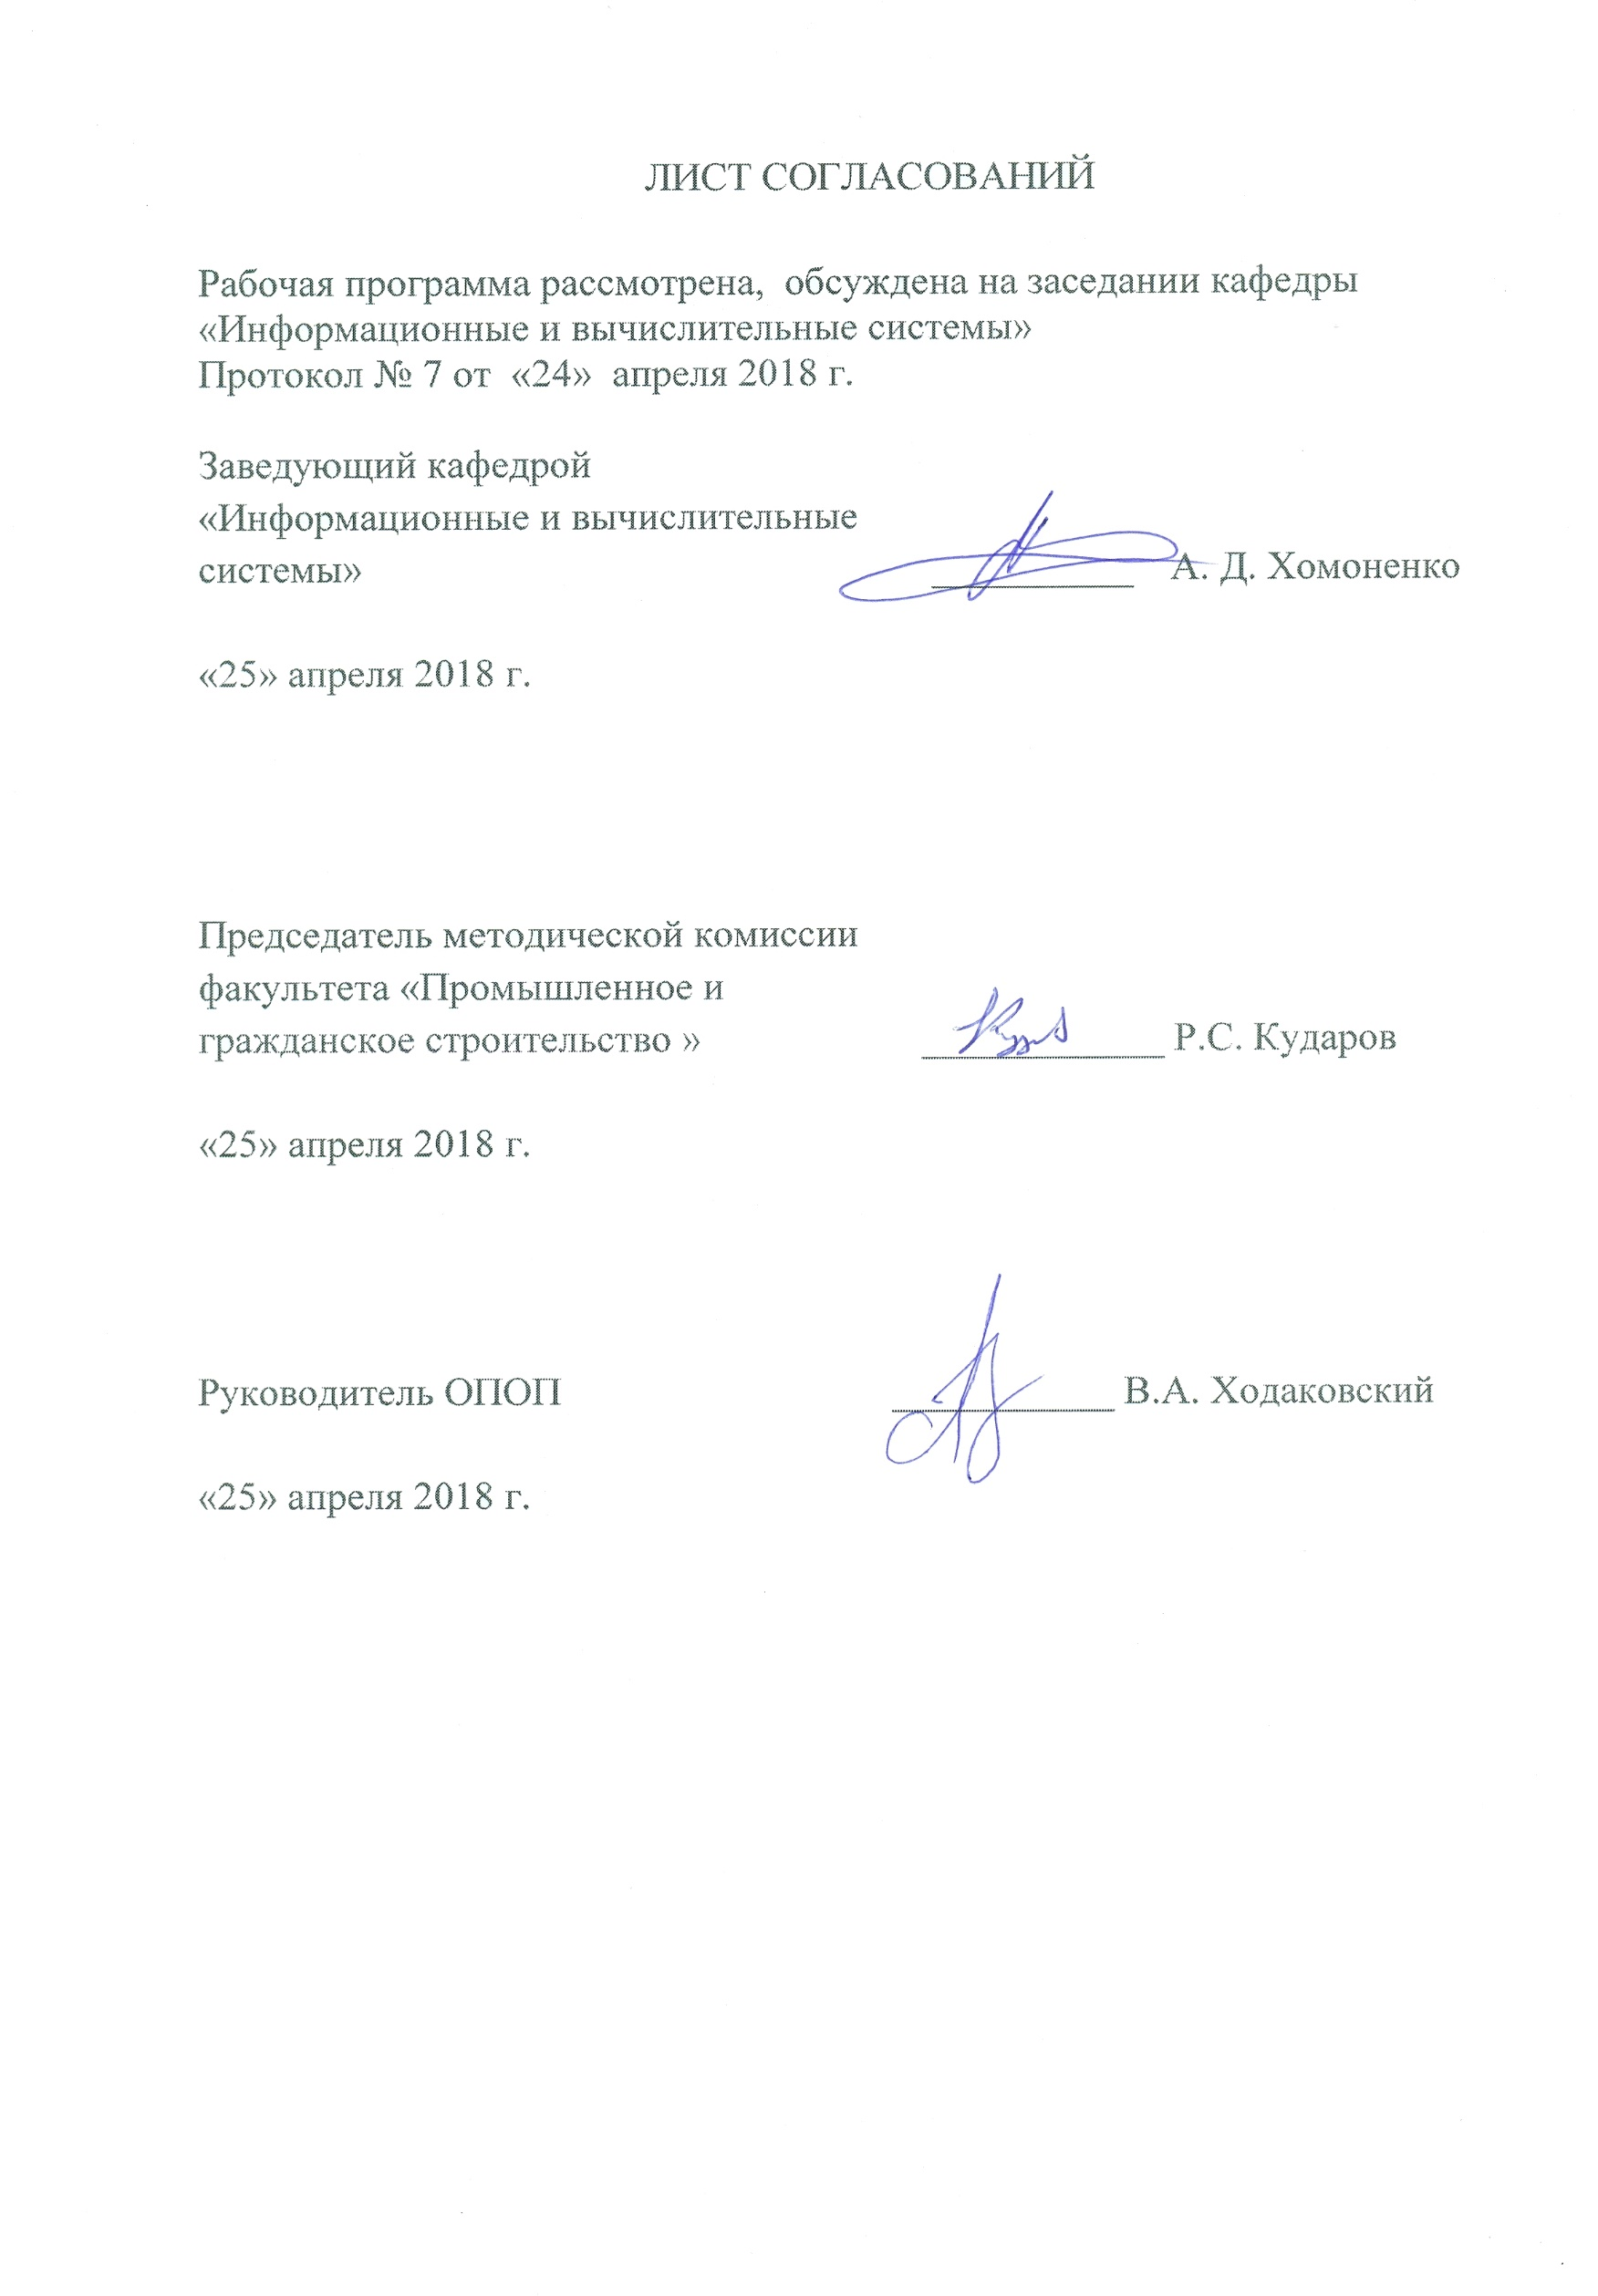 ЛИСТ СОГЛАСОВАНИЙ
Рабочая программа рассмотрена, обсуждена на заседании кафедры
«Информационные и вычислительные системы»
Протокол № 7 от «24» апреля 2018 г.
Заведующий кафедрой
«Информационные и вычислительные
системы» А. Д. Хомоненко
«25» апреля 2018 г.
Председатель методической комиссии
факультета «Промышленное и
гражданское строительство » Р.С. Кударов
«25» апреля 2018 г.
Руководитель ОПОП В.А. Ходаковский
«25» апреля 2018 г.